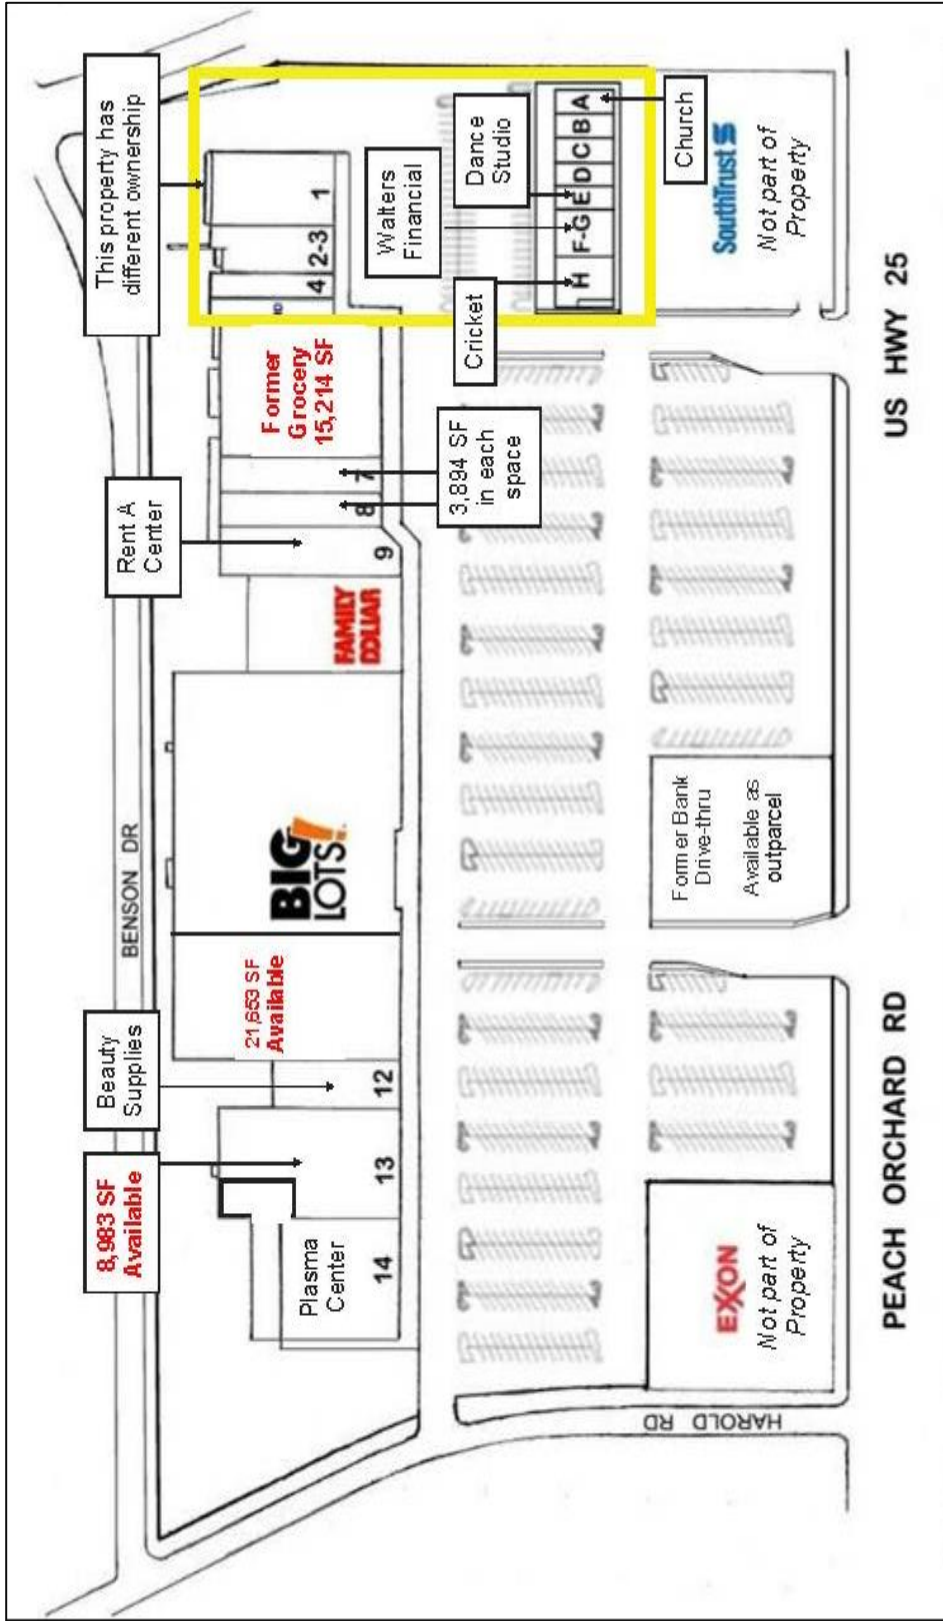 8,983 SF
Available
Beauty
Supplies
BENSON DR
Rent A
Center
This property has
different ownership
Plasma
Center
14
13
12
21,653 SF
Available
BIG
LOTS!
FAMILY
DOLLAR
9
8
7
Former
Grocery
15,214 SF
4
2-3
1
3,894 SF
in each
space
Cricket
Walters
Financial
Dance
Studio
Church
H
F-G
E
D
C
B
A
HAROLD RD
EXXON
Not part of
Property
Former Bank
Drive-thru
Available as
outparcel
SouthTrust
Not part of
Property
PEACH ORCHARD RD
US HWY 25